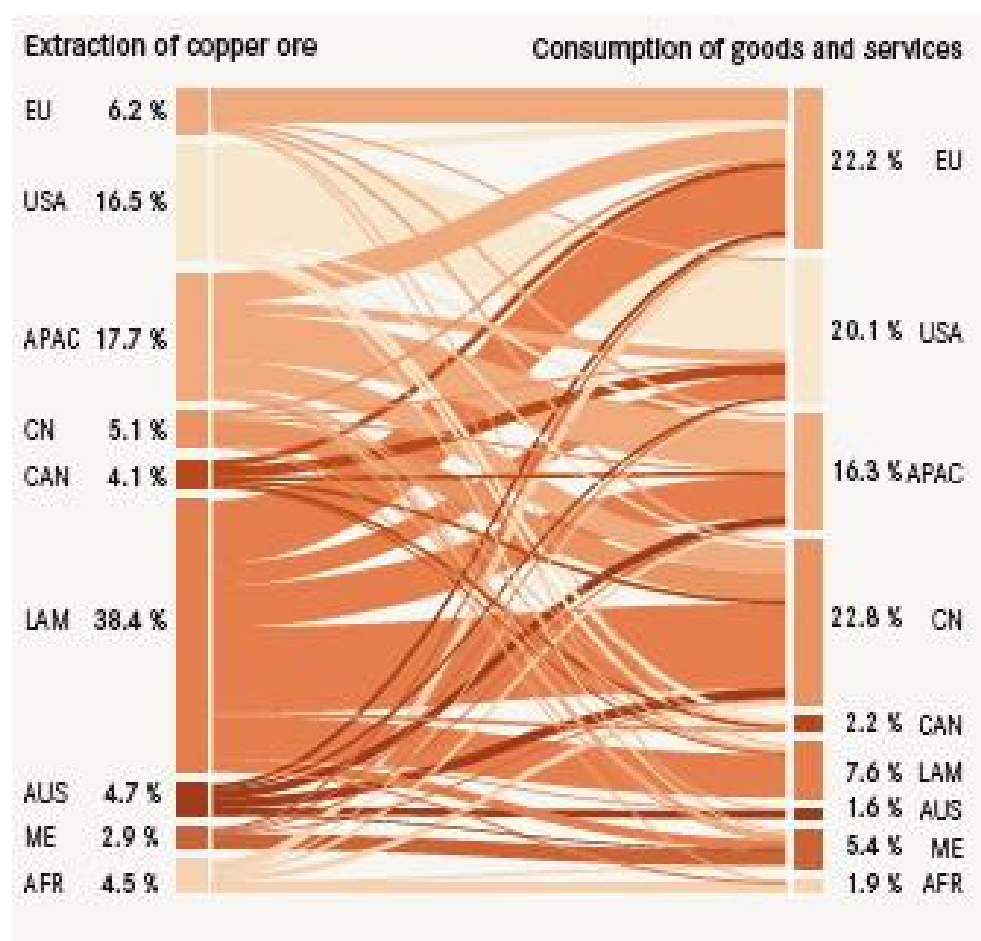 Extraction of copper ore
Consumption of goods and services
EU 6.2 %
USA 16.5 %
APAC 17.7 %
CN 5.1 %
CAN 4.1 %
LAM 38.4 %
AUS 4.7 %
ME 2.9 %
AFR 4.5 %
22.2 % EU
20.1 % USA
16.3 % APAC
22.8 % CN
2.2 % CAN
7.6 % LAM
1.6 % AUS
5.4 % ME
1.9 % AFR